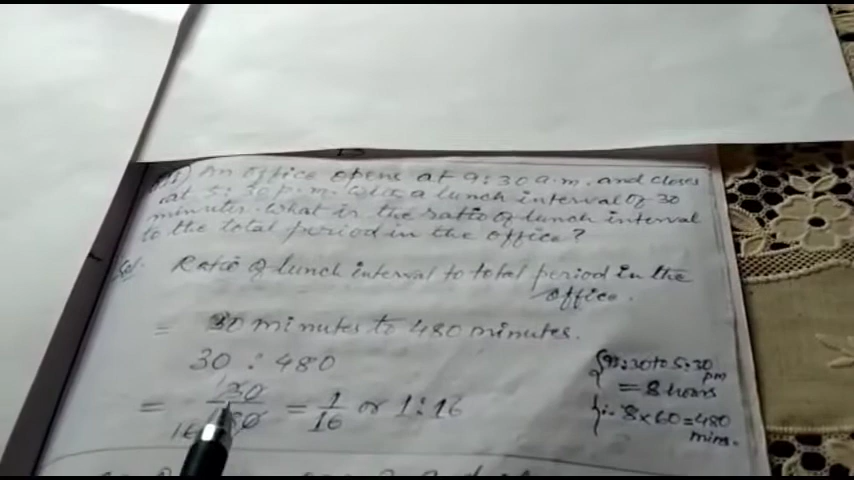 An office opens at 9:30 a.m. and closes
at 5:30 p.m. with a lunch interval of 30
minutes. What is the ratio of lunch interval
to the total period in the office?
Sol. Ratio of lunch interval to total period in the
office.
= 30 minutes to 480 minutes.
30 : 480
= 30/480 = 1/16 or 1:16
16
{9:30 to 5:30
pm
= 8 hours
{∴ 8x60=480
mins.